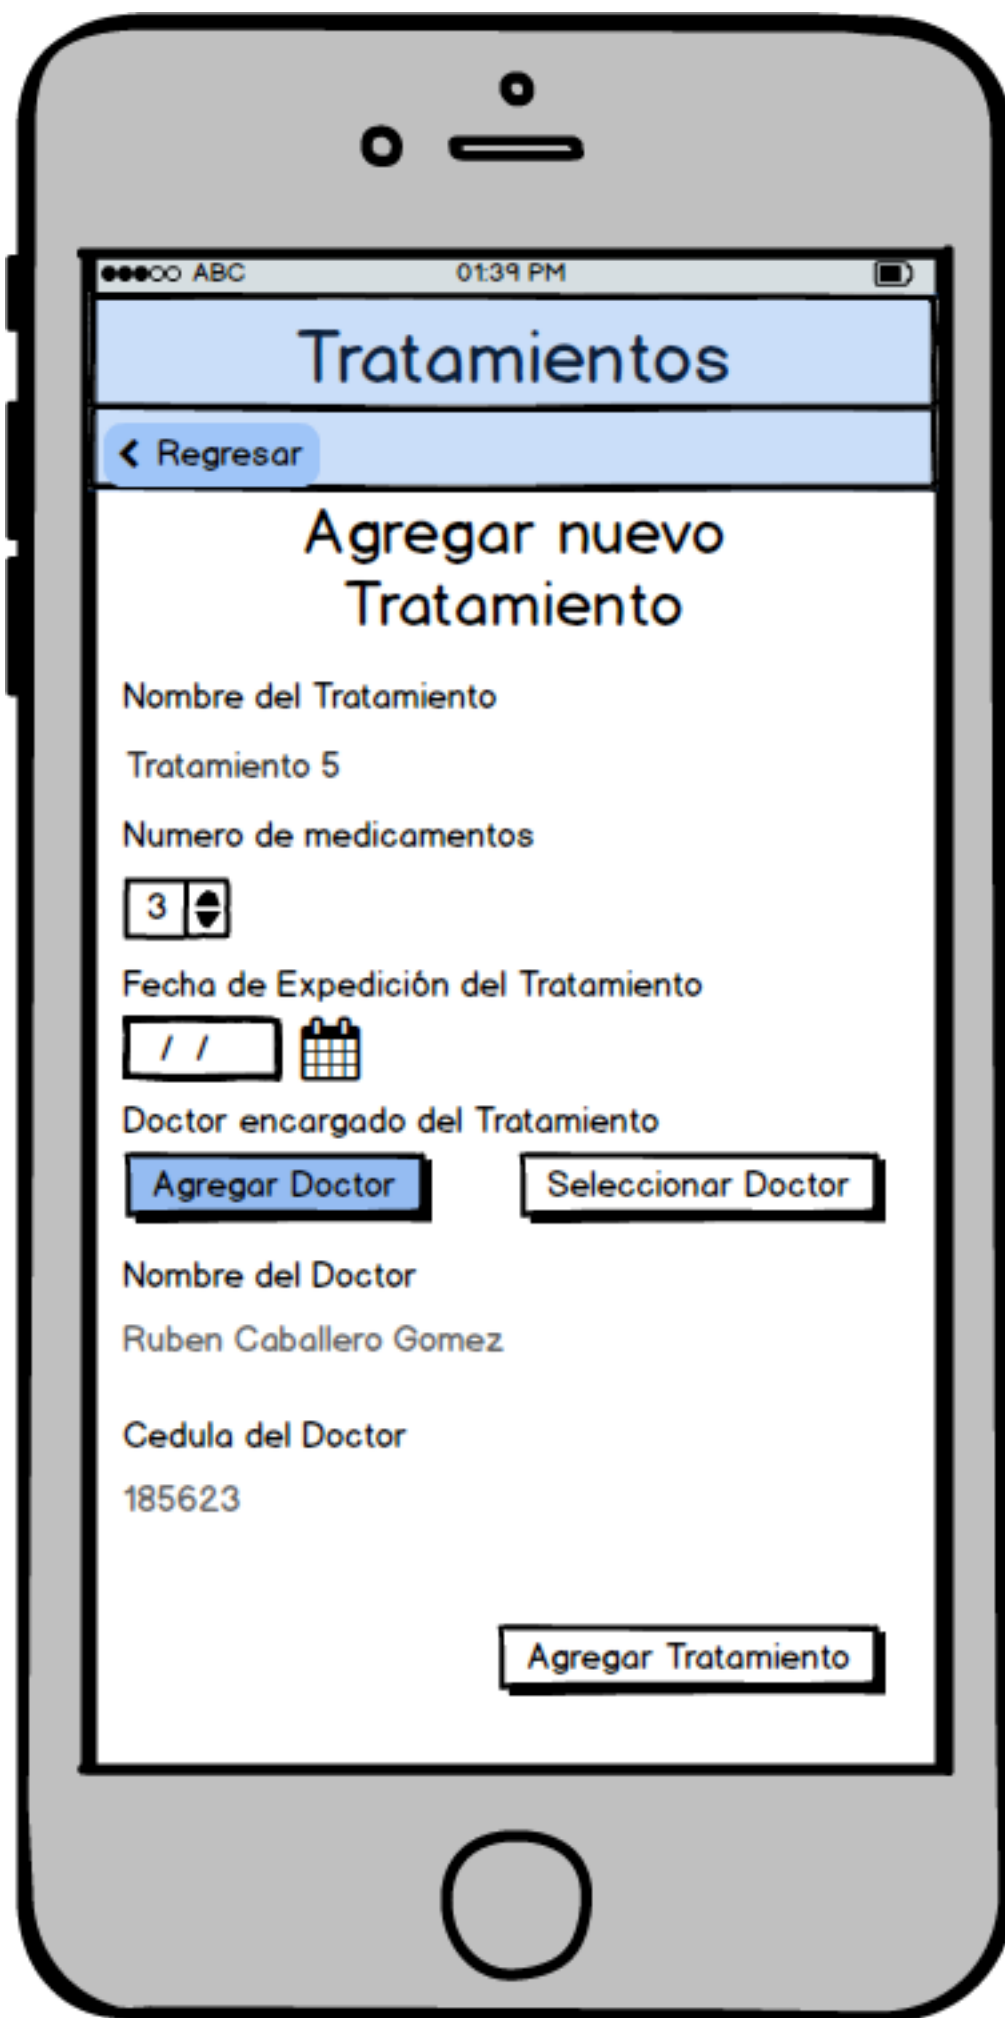 ABC 01:39 PM
Tratamientos
Regresar
Agregar nuevo
Tratamiento
Nombre del Tratamiento
Tratamiento 5
Numero de medicamentos
3
Fecha de Expedición del Tratamiento
/ /
Doctor encargado del Tratamiento
Agregar Doctor Seleccionar Doctor
Nombre del Doctor
Ruben Caballero Gomez
Cedula del Doctor
185623
Agregar Tratamiento